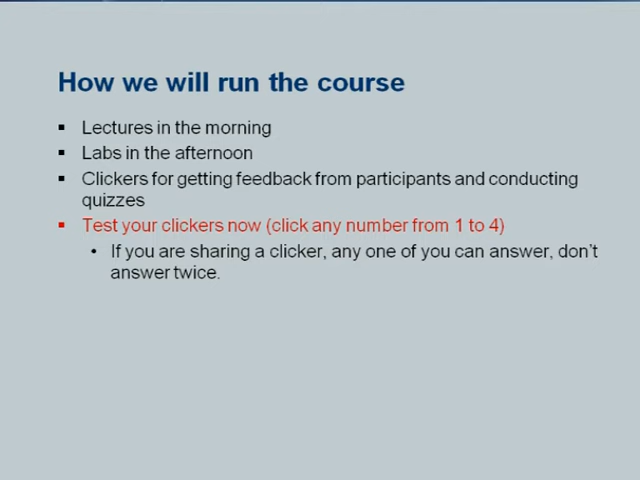 How we will run the course
▪ Lectures in the morning
▪ Labs in the afternoon
▪ Clickers for getting feedback from participants and conducting
quizzes
▪ Test your clickers now (click any number from 1 to 4)
• If you are sharing a clicker, any one of you can answer, don't
answer twice.